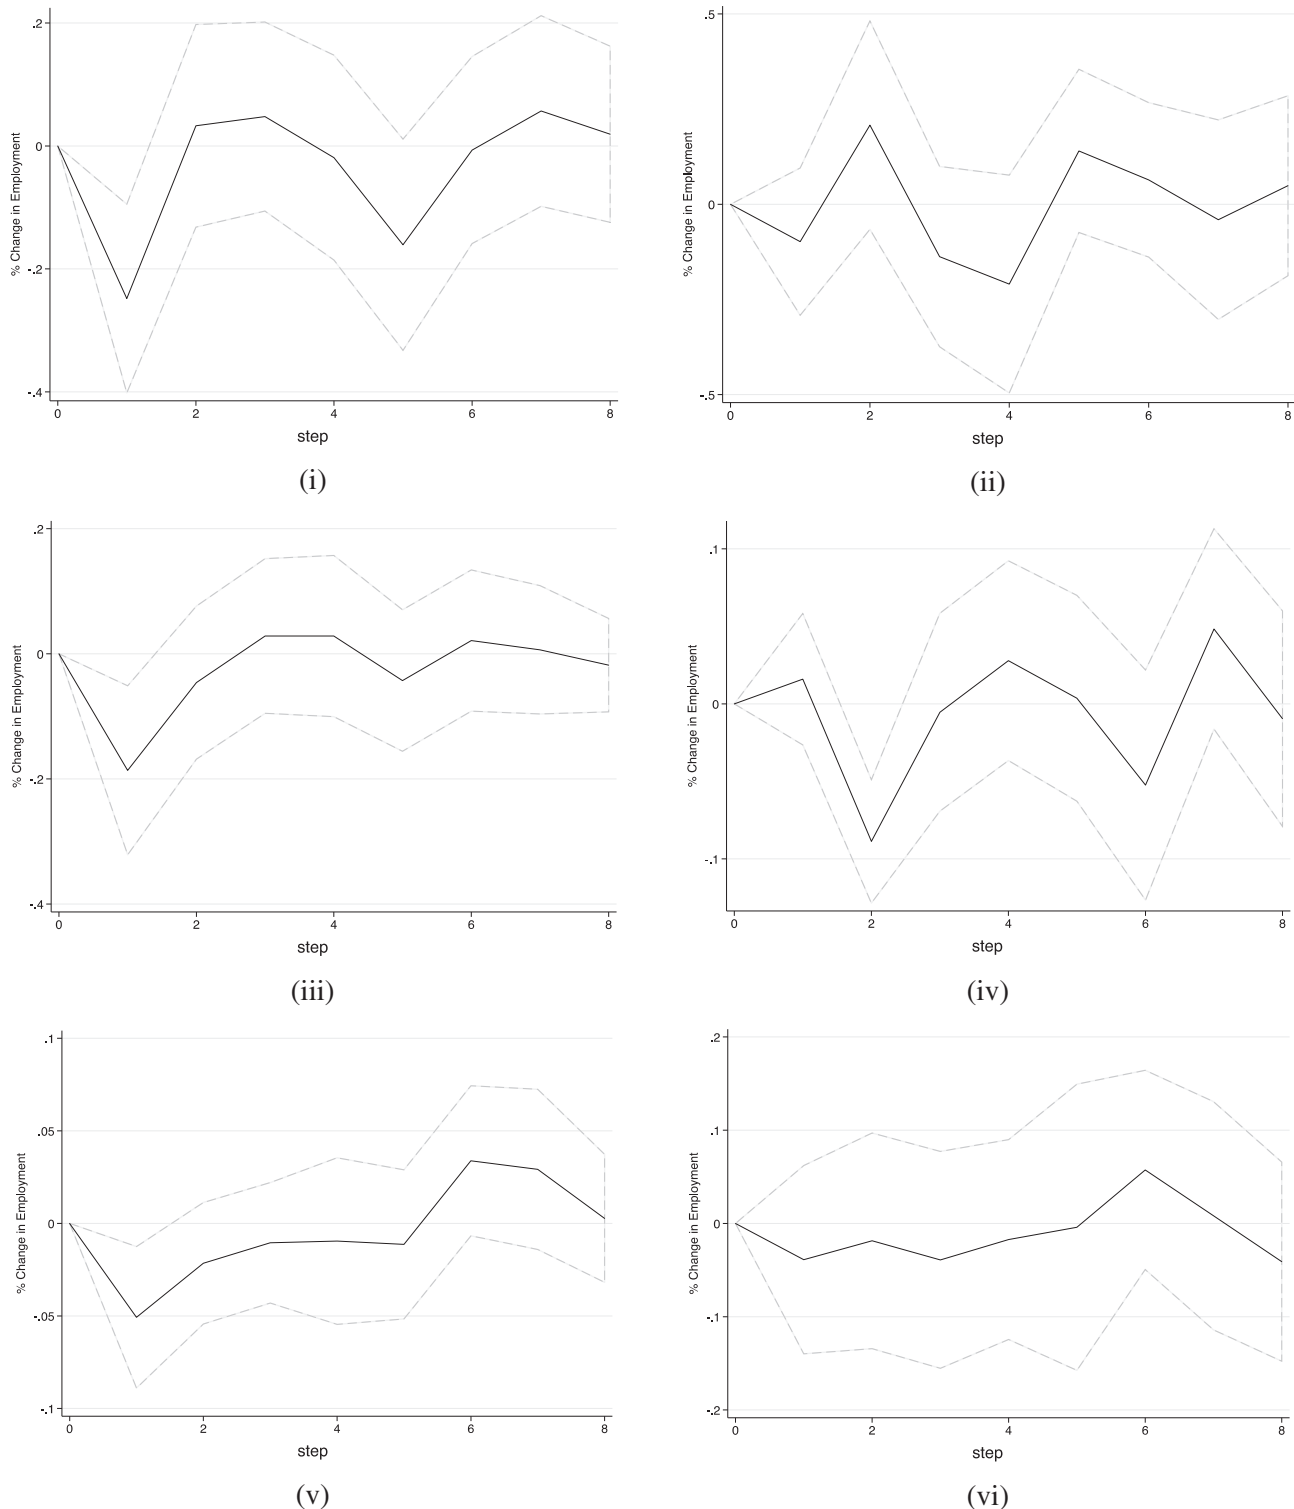 .2
0
-.2
-.4
% Change in Employment
0 2 4 6 8
step
(i)
.5
0
-.5
% Change in Employment
0 2 4 6 8
step
(ii)
.2
0
-.2
-.4
% Change in Employment
0 2 4 6 8
step
(iii)
.1
0
-.1
% Change in Employment
0 2 4 6 8
step
(iv)
.1
.05
0
-.05
-.1
% Change in Employment
0 2 4 6 8
step
(v)
.2
.1
0
-.1
-.2
% Change in Employment
0 2 4 6 8
step
(vi)